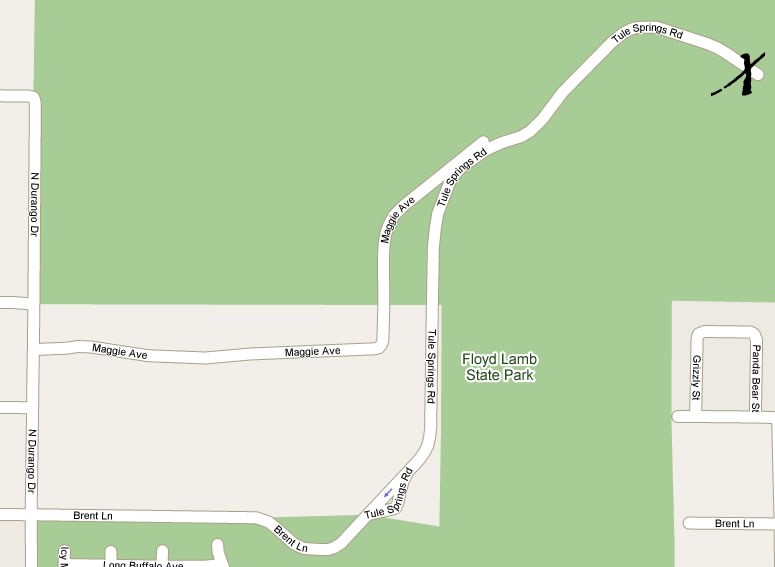 Tule Springs Rd
X
Tule Springs Rd
N Durango Dr
Maggie Ave
Maggie Ave
Maggie Ave
Tule Springs Rd
Floyd Lamb
State Park
Grizzly St
Panda Bear St
N Durango Dr
Tule Springs Rd
Brent Ln
Brent Ln
Brent Ln
Long Buffalo Ave